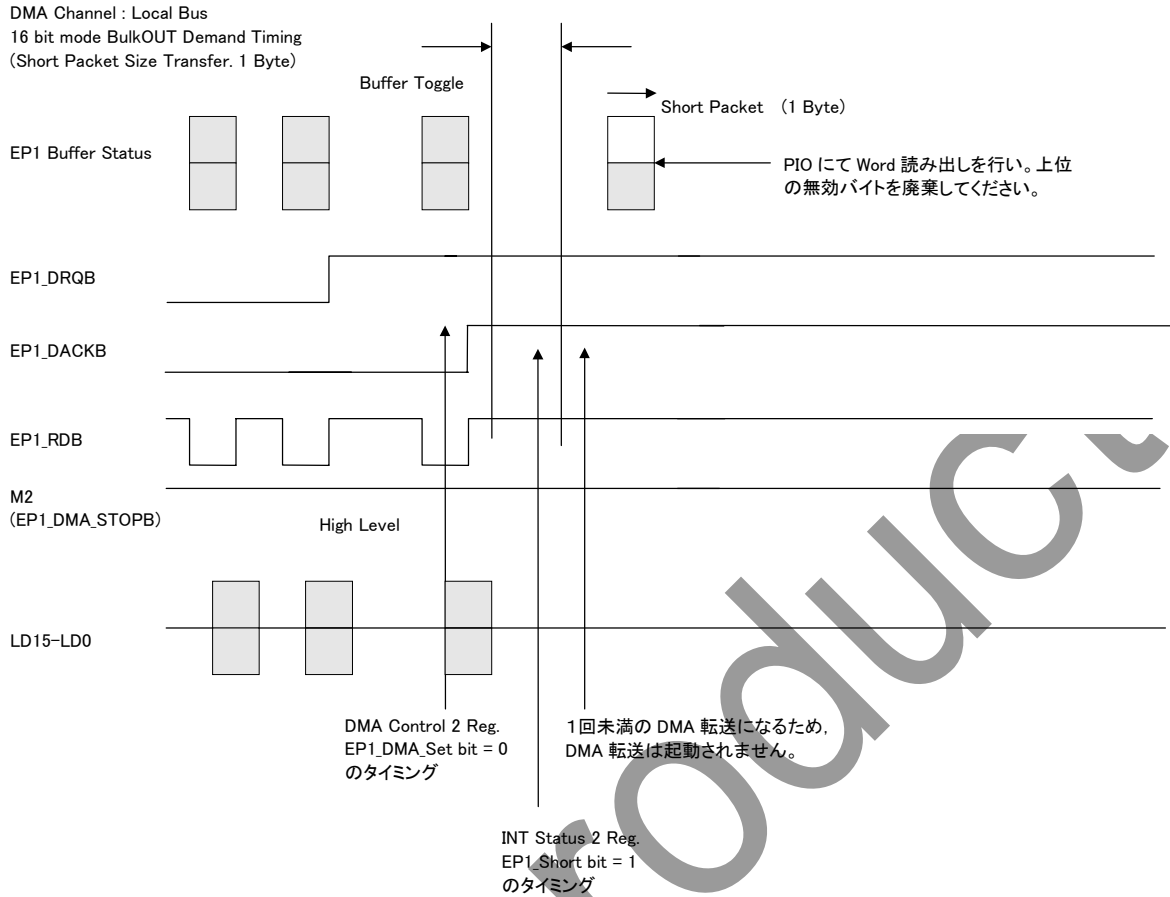 DMA Channel : Local Bus
16 bit mode BulkOUT Demand Timing
(Short Packet Size Transfer. 1 Byte)
Buffer Toggle
Short Packet (1 Byte)
EP1 Buffer Status
PIO にて Word 読み出しを行い。上位
の無効バイトを廃棄してください。
EP1_DRQB
EP1_DACKB
EP1_RDB
M2
(EP1_DMA_STOPB)
High Level
LD15-LD0
DMA Control 2 Reg.
EP1_DMA_Set bit = 0
のタイミング
1回未満の DMA 転送になるため,
DMA 転送は起動されません。
INT Status 2 Reg.
EP1_Short bit = 1
のタイミング
roduct